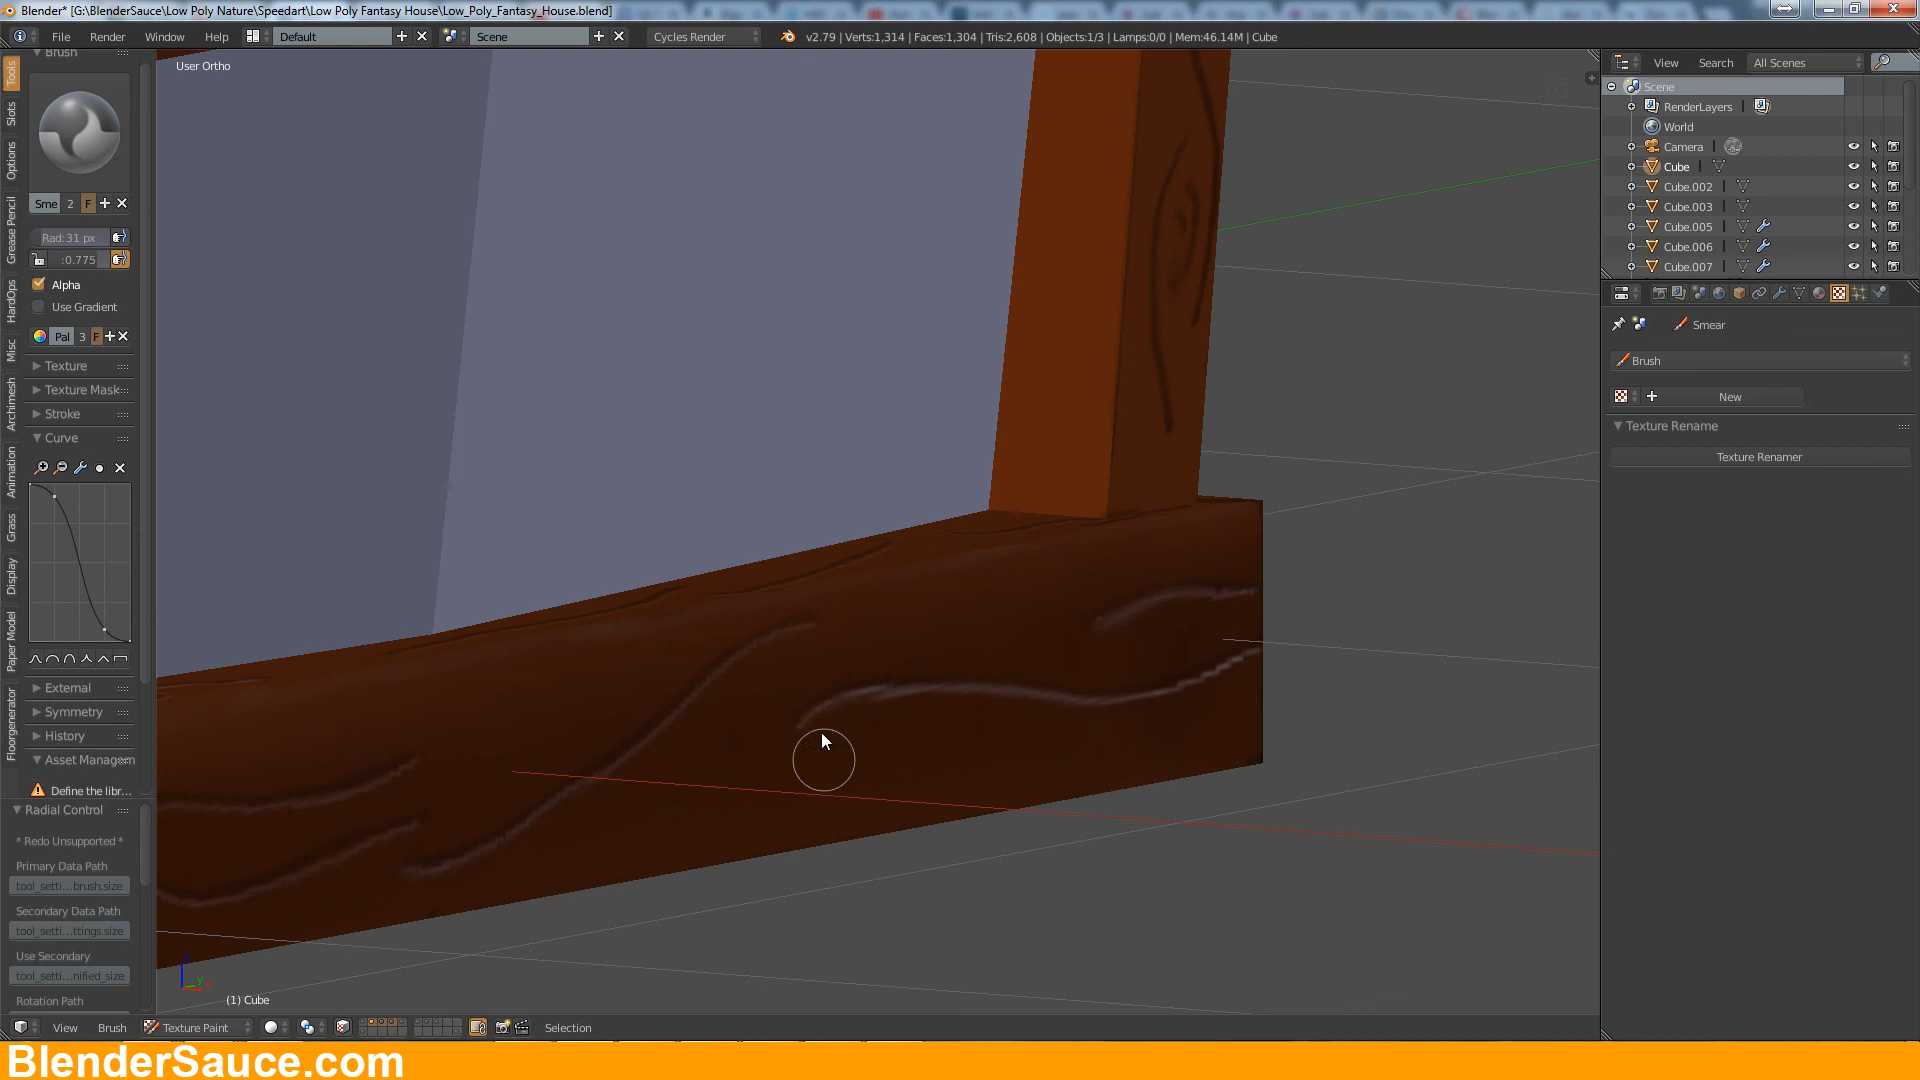 Blender* [G:\BlenderSauce\Low Poly Nature\Speedart\Low Poly Fantasy House\Low_Poly_Fantasy_House.blend]
File Render Window Help Default Scene Cycles Render v2.79 | Verts:1,314 | Faces:1,304 | Tris:2,608 | Objects:1/3 | Lamps:0/0 | Mem:46.14M | Cube
Brush
User Ortho
Tools
Slots
Options
Grease Pencil
HardOps
Misc
Archimesh
Animation
Grass
Display
Paper Model
Floorgenerator
Sme 2 F
Rad: 31 px
:0.775
Alpha
Use Gradient
Pal 3 F
Texture
Texture Mask
Stroke
Curve
External
Symmetry
History
Asset Managem
Define the libr...
Radial Control
* Redo Unsupported *
Primary Data Path
tool_setti...brush.size
Secondary Data Path
tool_setti...ttings.size
Use Secondary
tool_setti...nified_size
Rotation Path
(1) Cube
View Brush Texture Paint Selection
View Search All Scenes
Scene
RenderLayers
World
Camera
Cube
Cube.002
Cube.003
Cube.005
Cube.006
Cube.007
Smear
Brush
New
Texture Rename
Texture Renamer
BlenderSauce.com